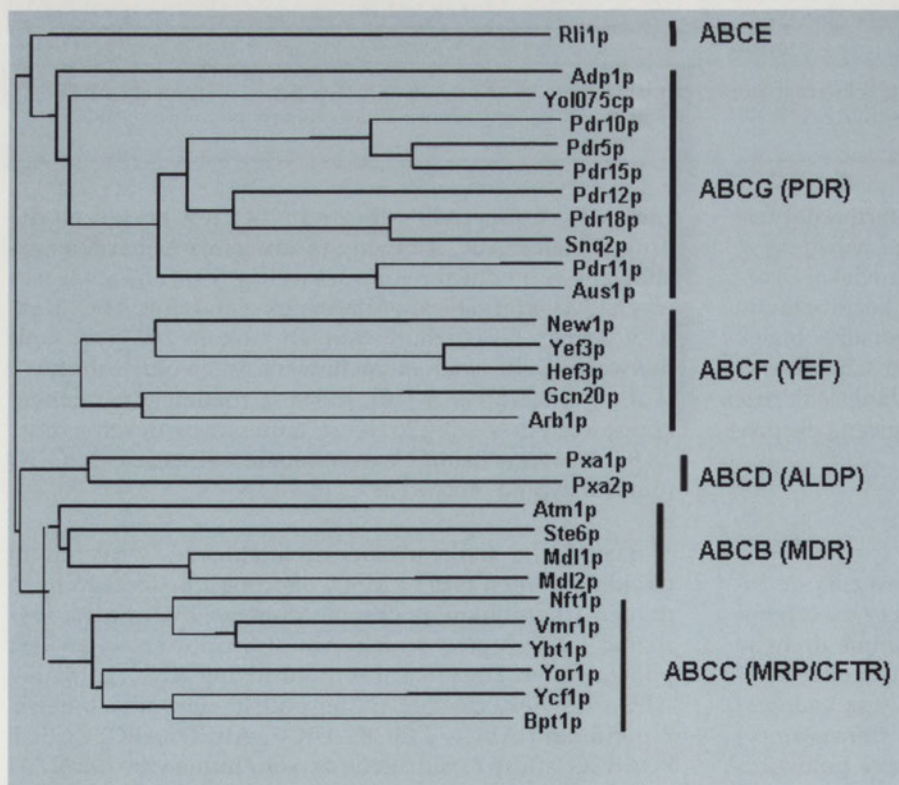 Rli1p
ABCE
Adp1p
Yol075cp
Pdr10p
Pdr5p
Pdr15p
Pdr12p
Pdr18p
Snq2p
Pdr11p
Aus1p
ABCG (PDR)
New1p
Yef3p
Hef3p
Gcn20p
Arb1p
ABCF (YEF)
Pxa1p
Pxa2p
ABCD (ALDP)
Atm1p
Ste6p
Mdl1p
Mdl2p
ABCB (MDR)
Nft1p
Vmr1p
Ybt1p
Yor1p
Ycf1p
Bpt1p
ABCC (MRP/CFTR)